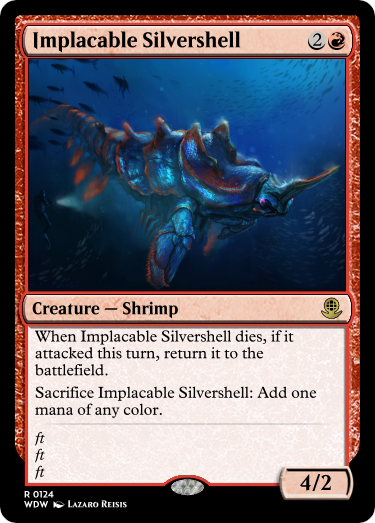 Implacable Silvershell 2
Creature — Shrimp
When Implacable Silvershell dies, if it
attacked this turn, return it to the
battlefield.
Sacrifice Implacable Silvershell: Add one
mana of any color.
ft
ft
ft
4/2
R 0124
WDW Lazaro Reisis